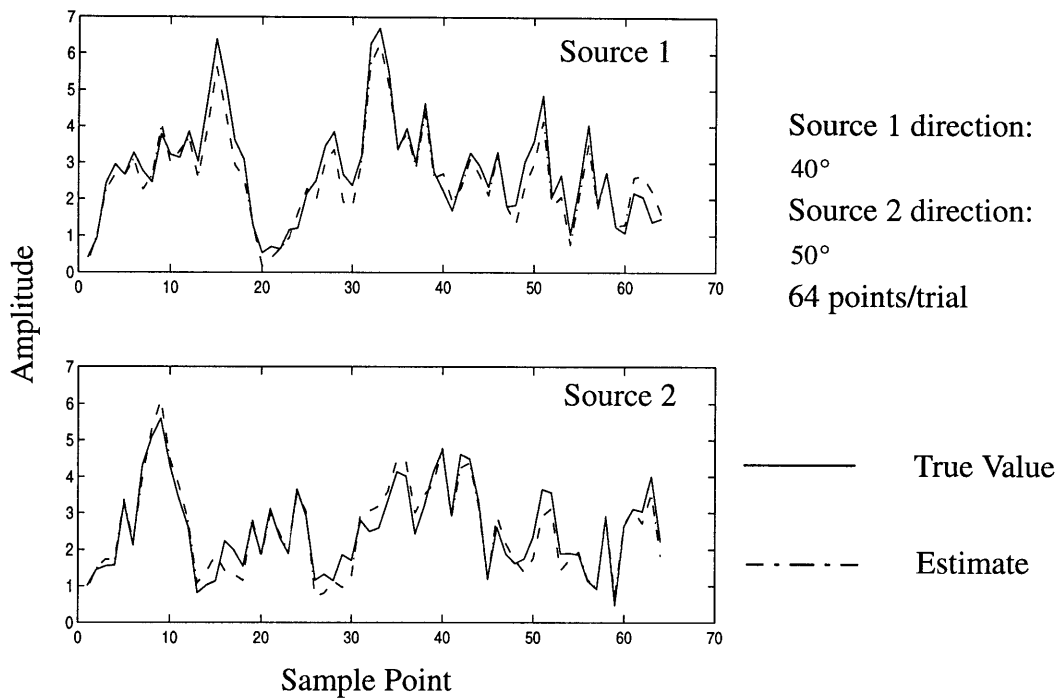 7
6
5
4
3
2
1
0
0 10 20 30 40 50 60 70
Source 1
Amplitude
7
6
5
4
3
2
1
0
0 10 20 30 40 50 60 70
Source 2
Sample Point
Source 1 direction:
40°
Source 2 direction:
50°
64 points/trial
True Value
Estimate